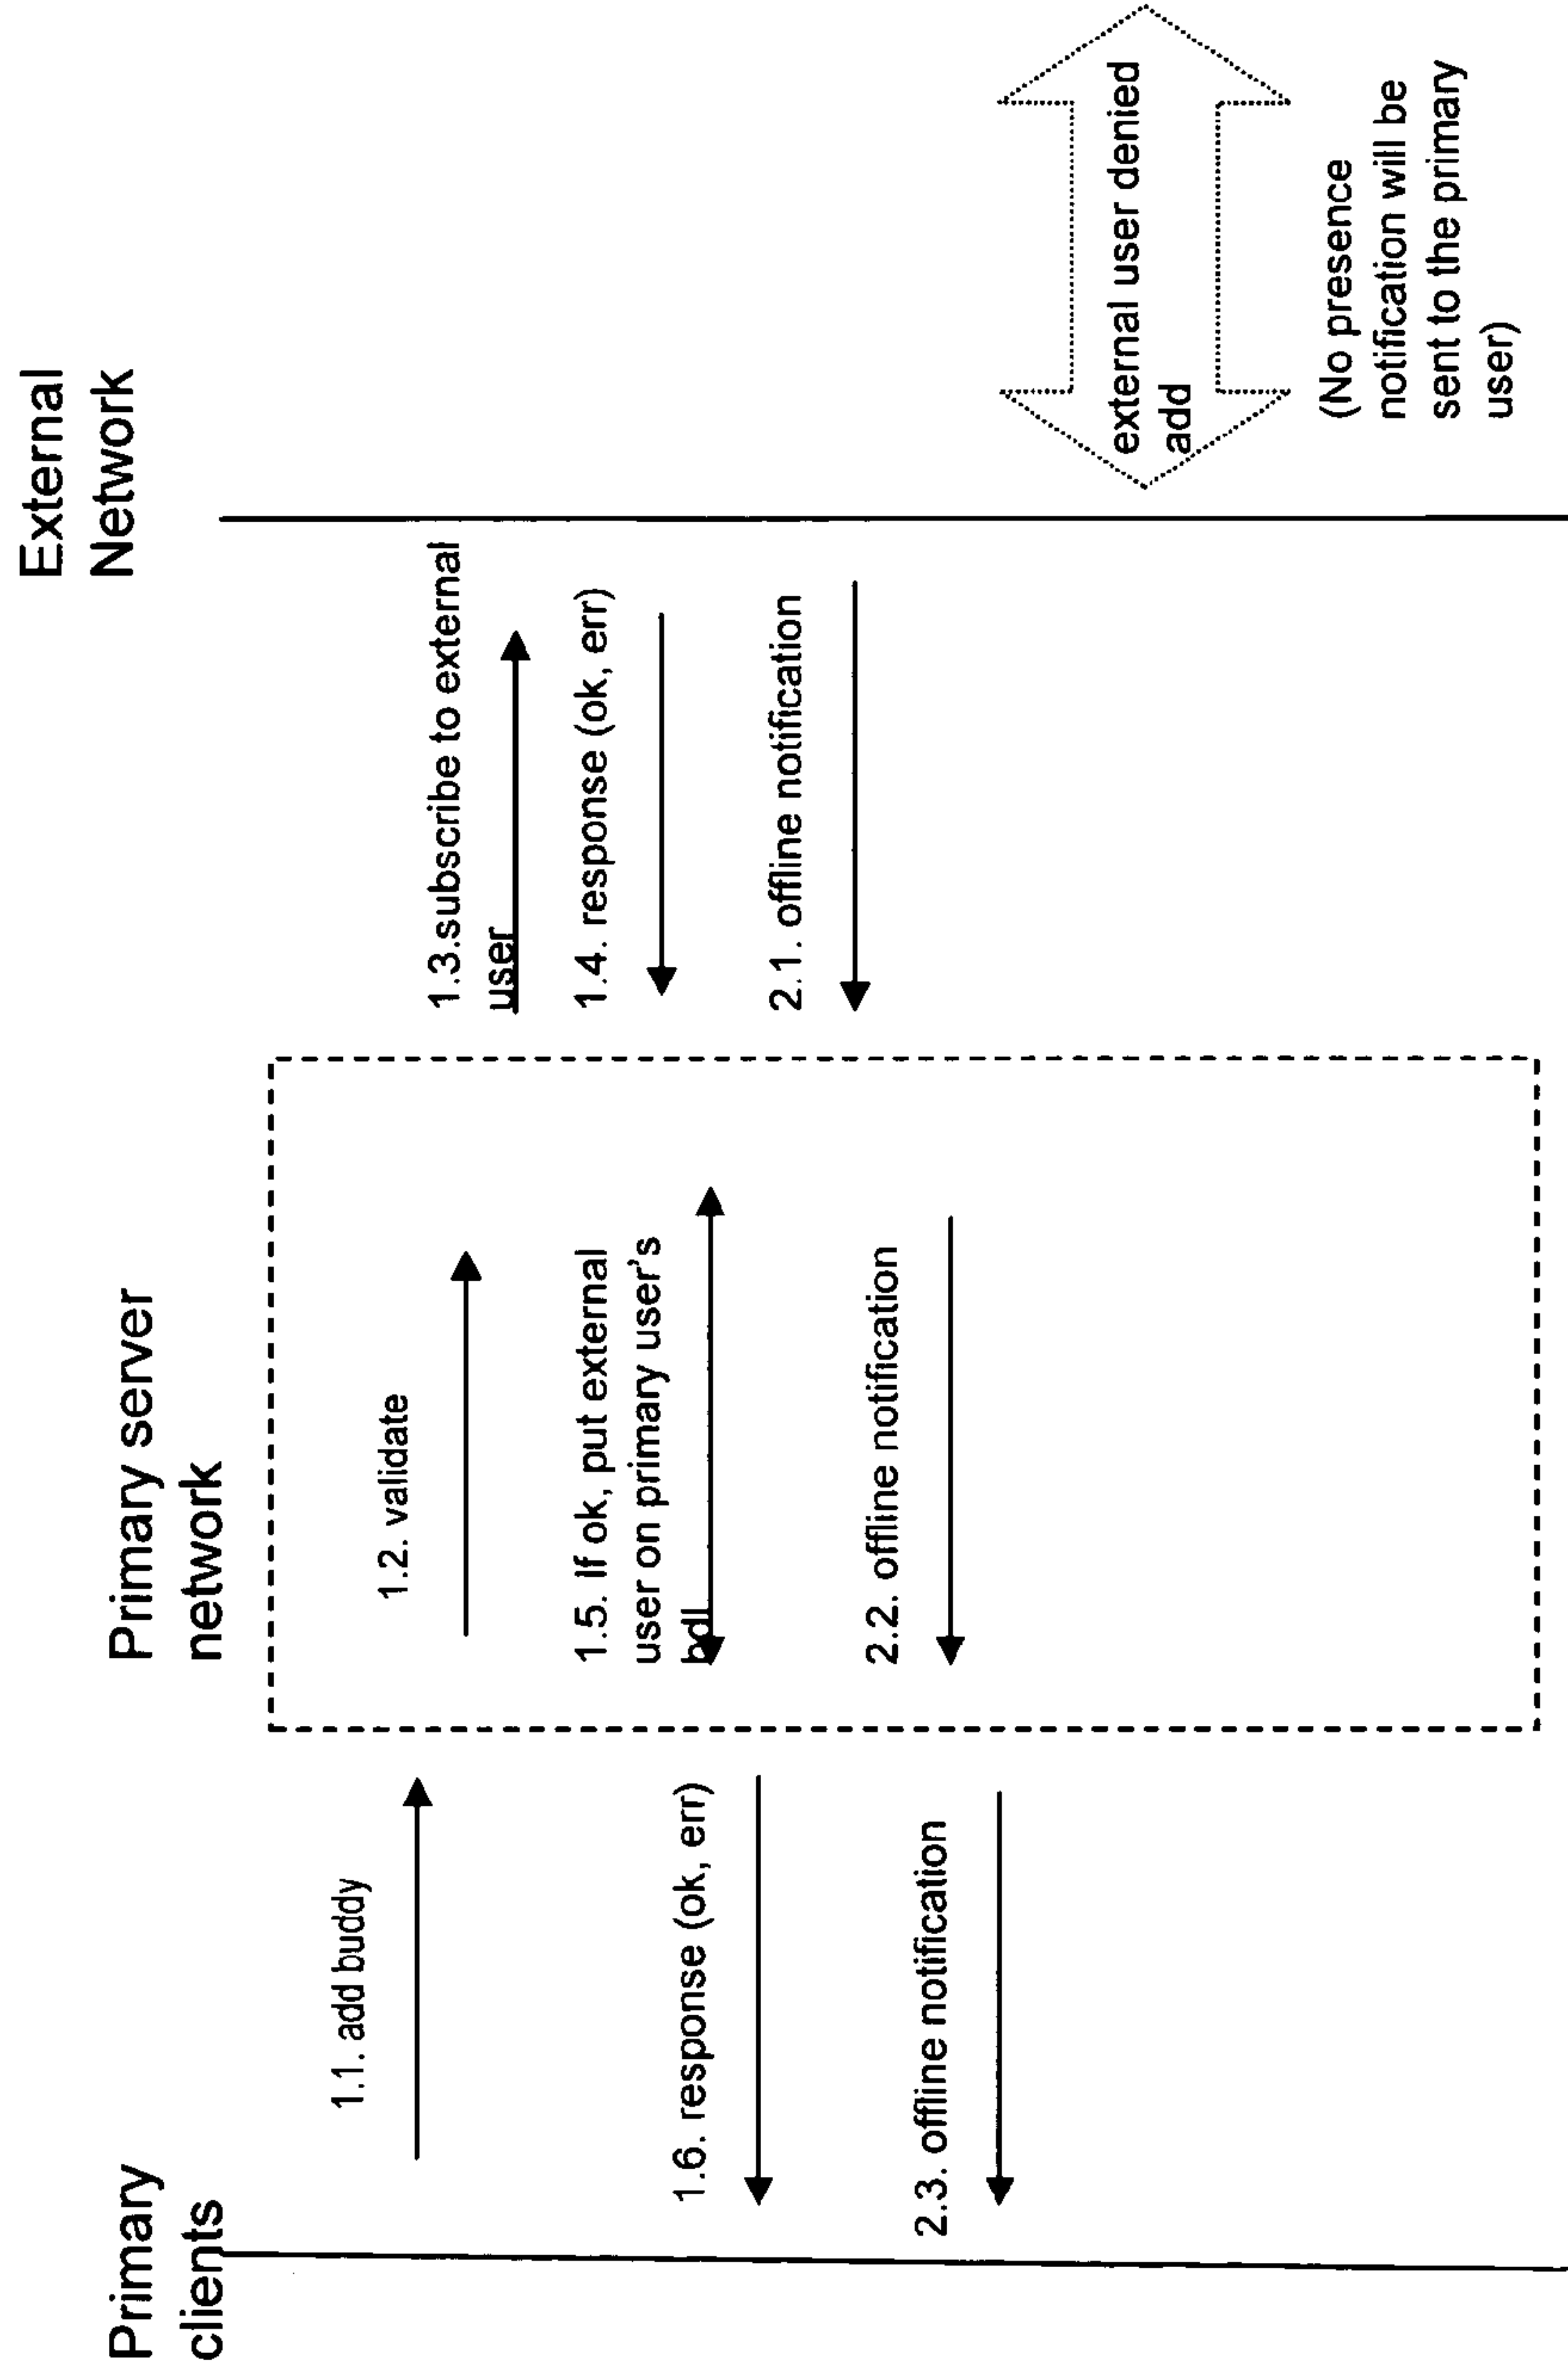 Primary
clients
Primary server
network
External
Network
1.1. add buddy
1.2. validate
1.3.subscribe to external
user
1.4. response (ok, err)
1.5. If ok, put external
user on primary user's
bdl
1.6. response (ok, err)
2.1. offline notification
2.2. offline notification
2.3. offline notification
external user denied
add
(No presence
notification will be
sent to the primary
user)